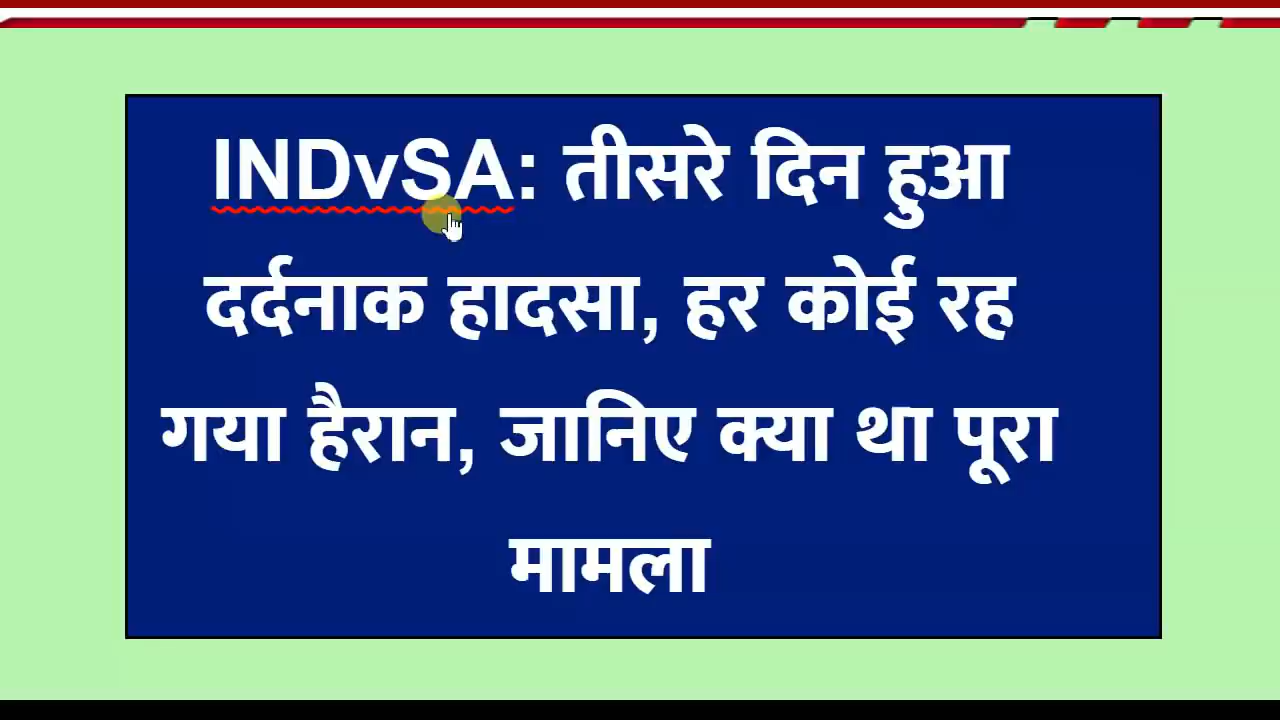 INDvSA: तीसरे दिन हुआ
दर्दनाक हादसा, हर कोई रह
गया हैरान, जानिए क्या था पूरा
मामला